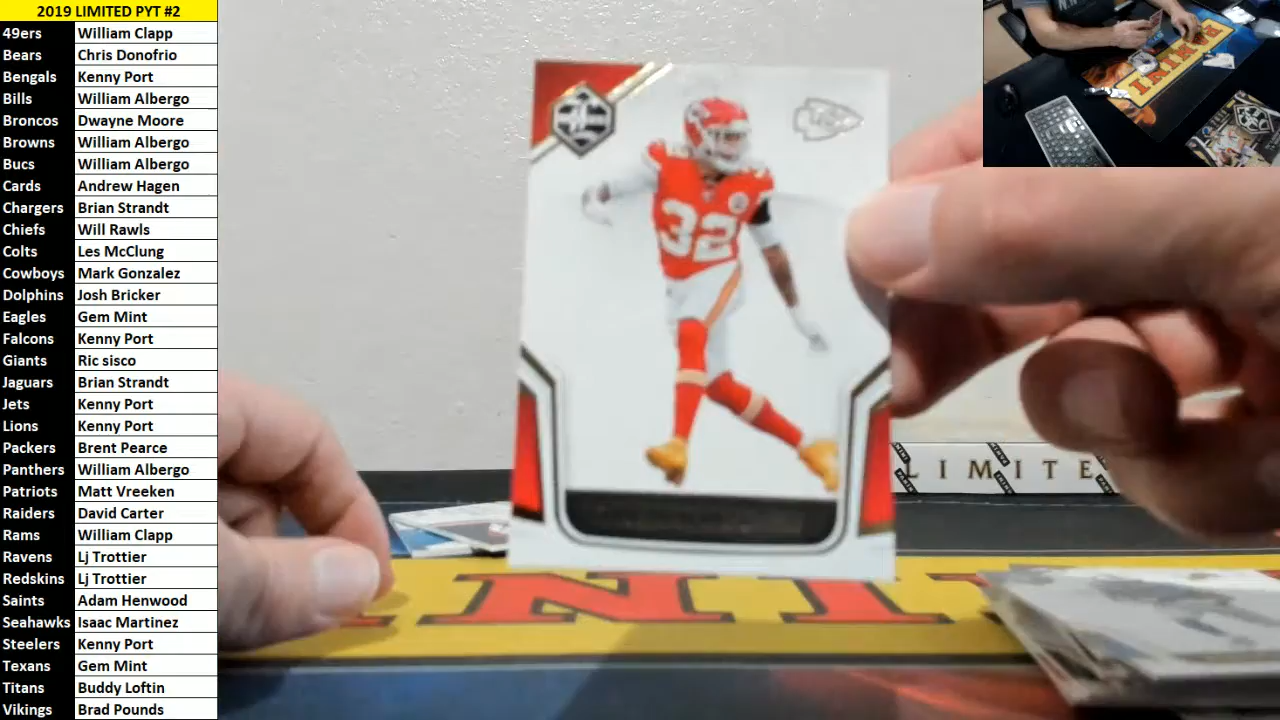 2019 LIMITED PYT #2
49ers William Clapp
Bears Chris Donofrio
Bengals Kenny Port
Bills William Albergo
Broncos Dwayne Moore
Browns William Albergo
Bucs William Albergo
Cards Andrew Hagen
Chargers Brian Strandt
Chiefs Will Rawls
Colts Les McClung
Cowboys Mark Gonzalez
Dolphins Josh Bricker
Eagles Gem Mint
Falcons Kenny Port
Giants Ric sisco
Jaguars Brian Strandt
Jets Kenny Port
Lions Kenny Port
Packers Brent Pearce
Panthers William Albergo
Patriots Matt Vreeken
Raiders David Carter
Rams William Clapp
Ravens Lj Trottier
Redskins Lj Trottier
Saints Adam Henwood
Seahawks Isaac Martinez
Steelers Kenny Port
Texans Gem Mint
Titans Buddy Loftin
Vikings Brad Pounds
PANINI
32
LIMITE
NINI